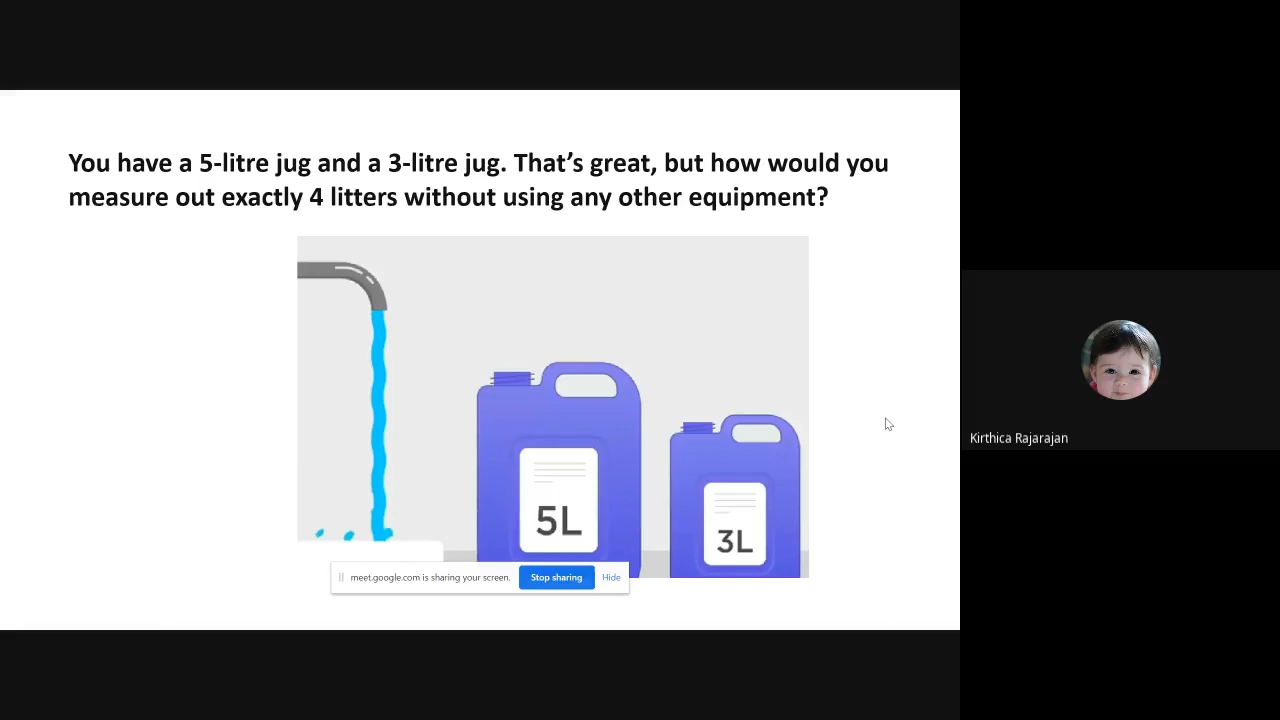 You have a 5-litre jug and a 3-litre jug. That’s great, but how would you
measure out exactly 4 litters without using any other equipment?
5L
3L
meet.google.com is sharing your screen.
Stop sharing
Hide
Kirthica Rajarajan